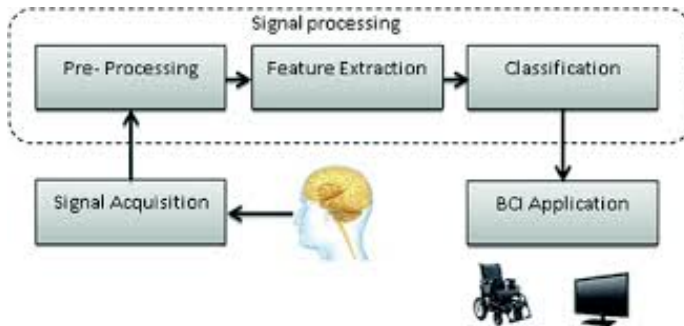 Signal processing
Pre- Processing
Feature Extraction
Classification
Signal Acquisition
BCI Application